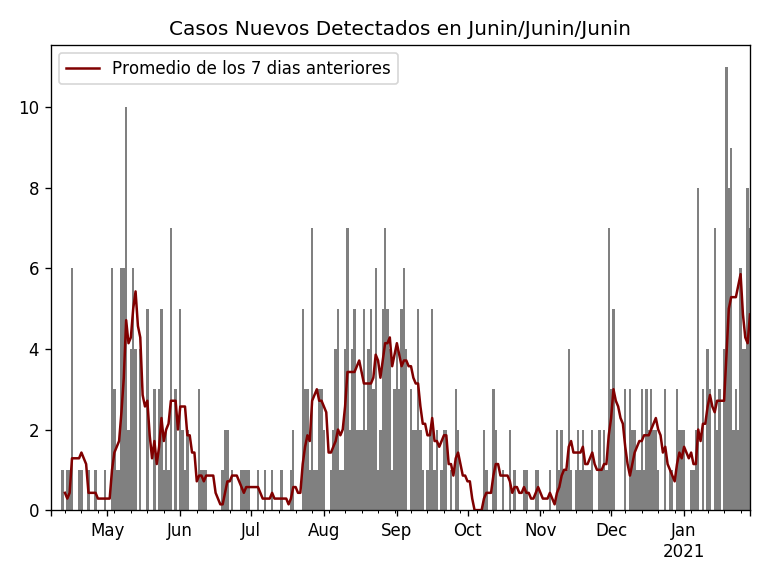 Casos Nuevos Detectados en Junin/Junin/Junin
Promedio de los 7 dias anteriores
10
8
6
4
2
0
May Jun Jul Aug Sep Oct Nov Dec Jan
2021